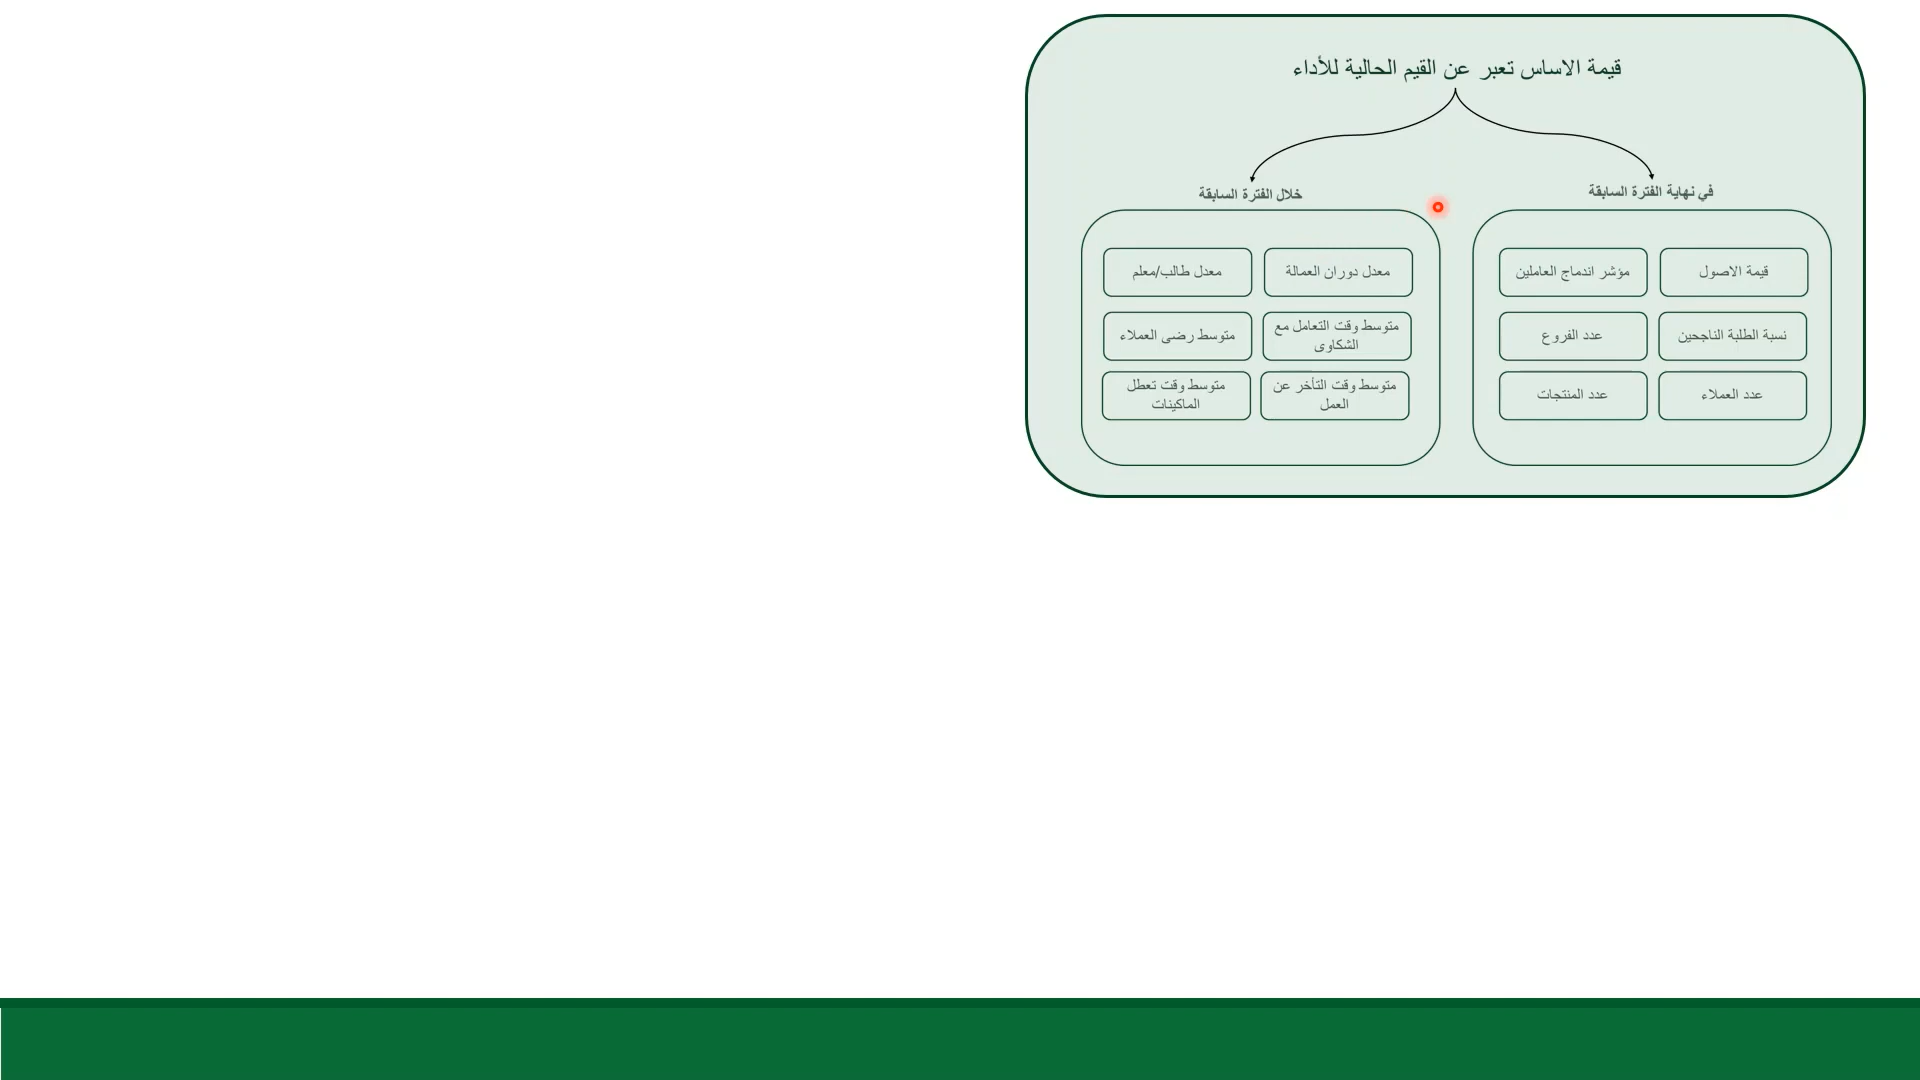 قيمة الاساس تعبر عن القيم الحالية للأداء
في نهاية الفترة السابقة
قيمة الاصول
مؤشر اندماج العاملين
نسبة الطلبة الناجحين
عدد الفروع
عدد العملاء
عدد المنتجات
خلال الفترة السابقة
معدل دوران العمالة
معدل طالب/معلم
متوسط وقت التعامل مع
الشكاوى
متوسط رضى العملاء
متوسط وقت التأخر عن
العمل
متوسط وقت تعطل
الماكينات